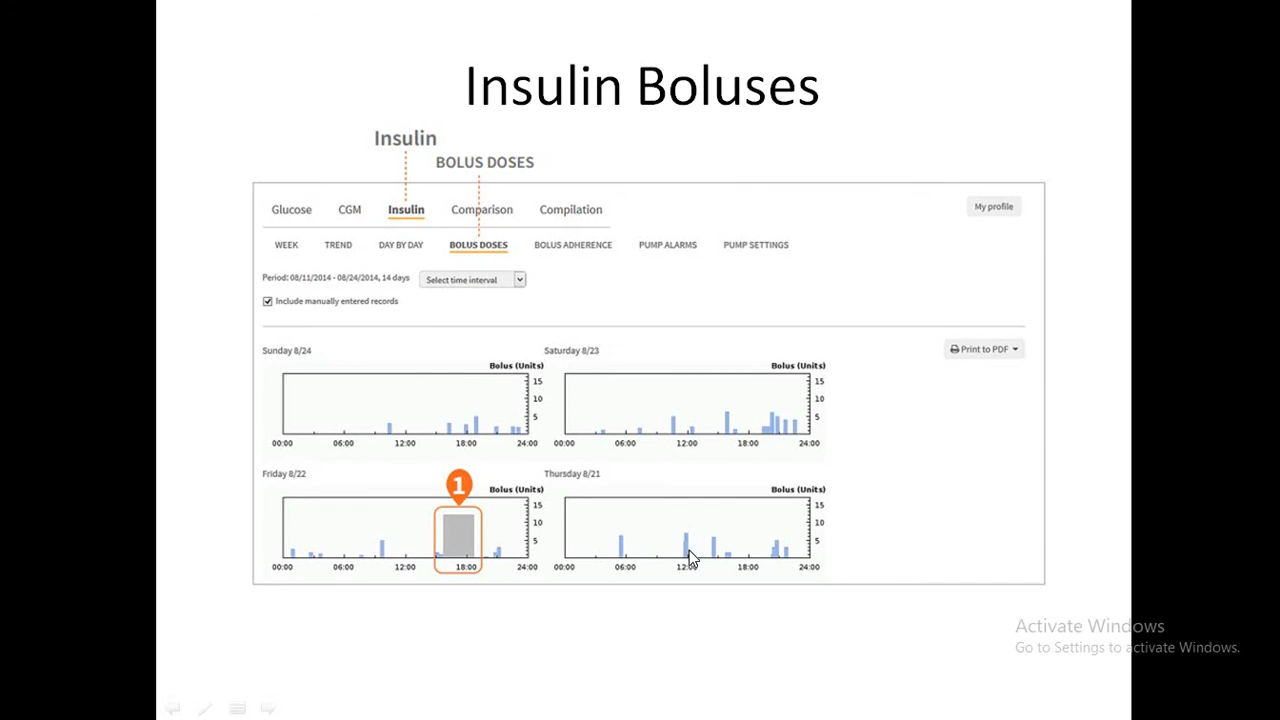 Insulin Boluses
Insulin
BOLUS DOSES
Glucose CGM Insulin Comparison Compilation
My profile
WEEK TREND DAY BY DAY BOLUS DOSES BOLUS ADHERENCE PUMP ALARMS PUMP SETTINGS
Period: 08/11/2014 - 08/24/2014, 14 days Select time interval
Include manually entered records
Print to PDF
Sunday 8/24
Bolus (Units)
15
10
5
00:00 06:00 12:00 18:00 24:00
Saturday 8/23
Bolus (Units)
15
10
5
00:00 06:00 12:00 18:00 24:00
Friday 8/22
1
Bolus (Units)
15
10
5
00:00 06:00 12:00 18:00 24:00
Thursday 8/21
Bolus (Units)
15
10
5
00:00 06:00 12:00 18:00 24:00
Activate Windows
Go to Settings to activate Windows.